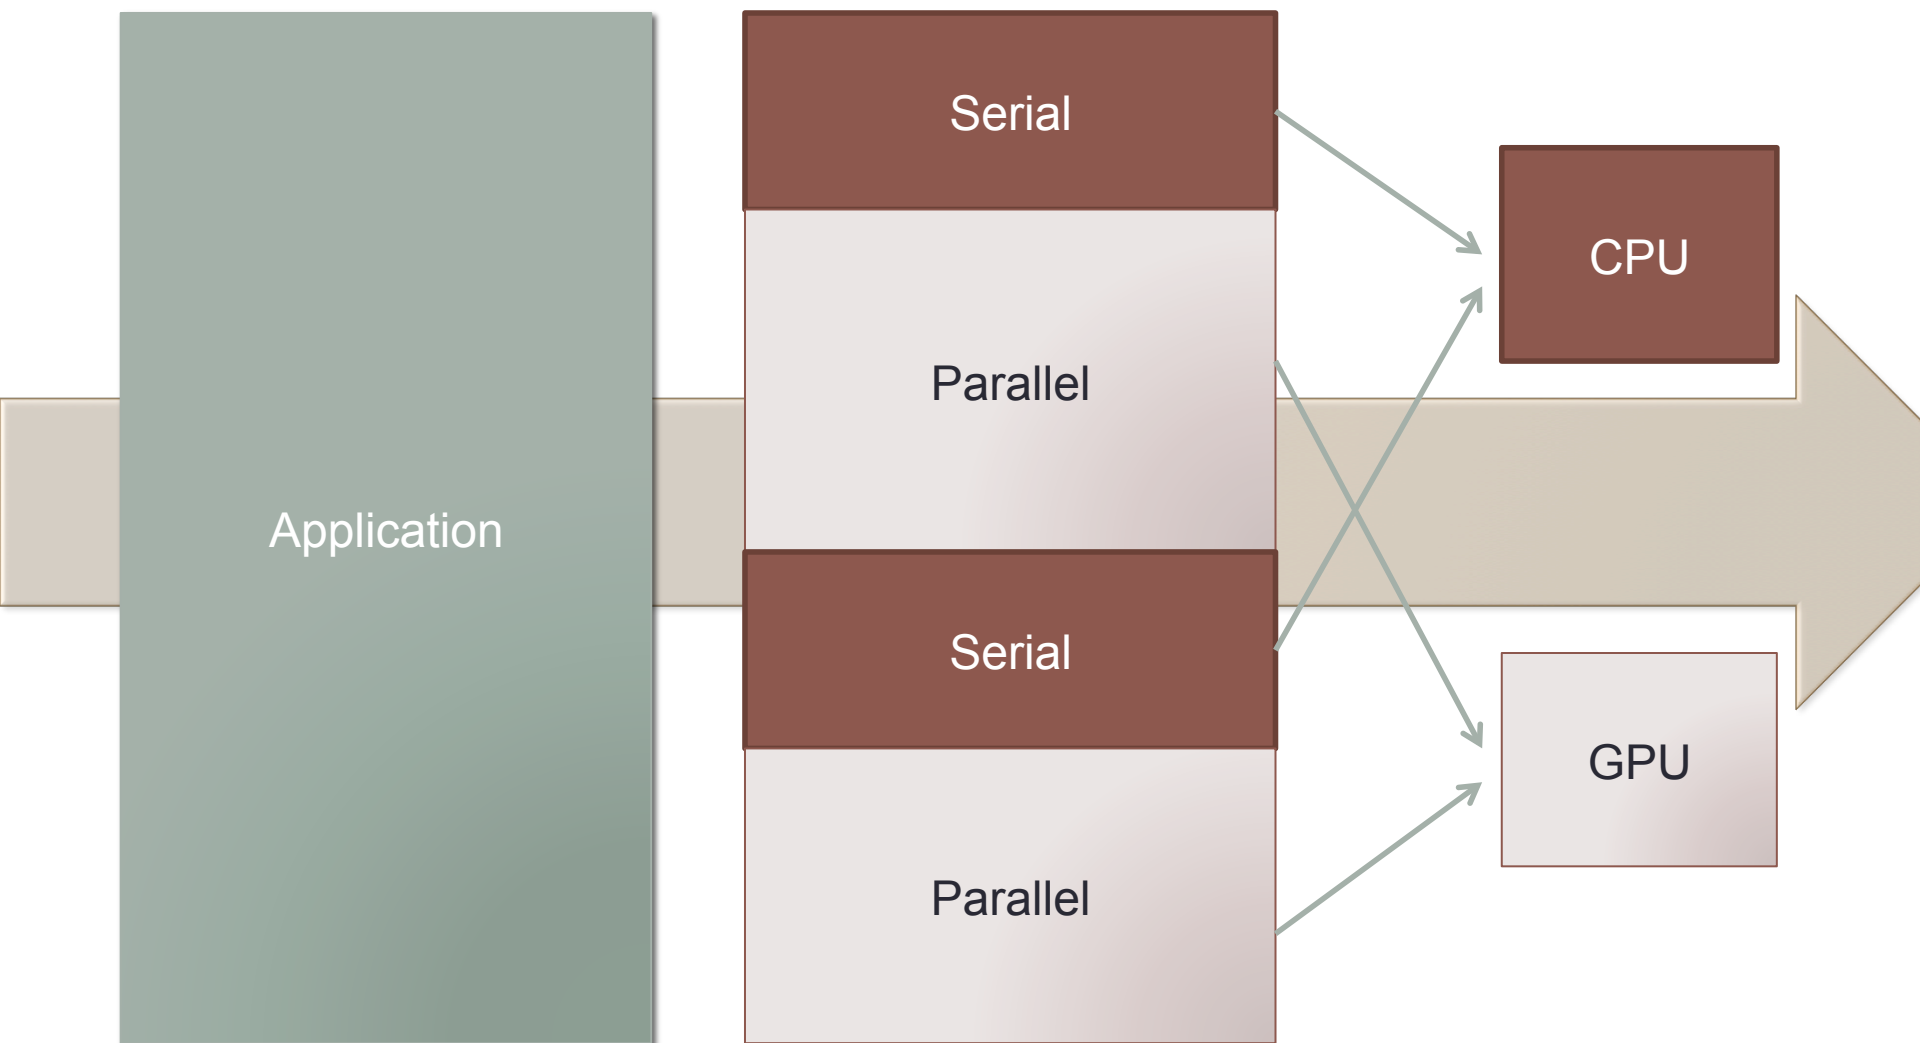 Application
Serial
Parallel
Serial
Parallel
CPU
GPU